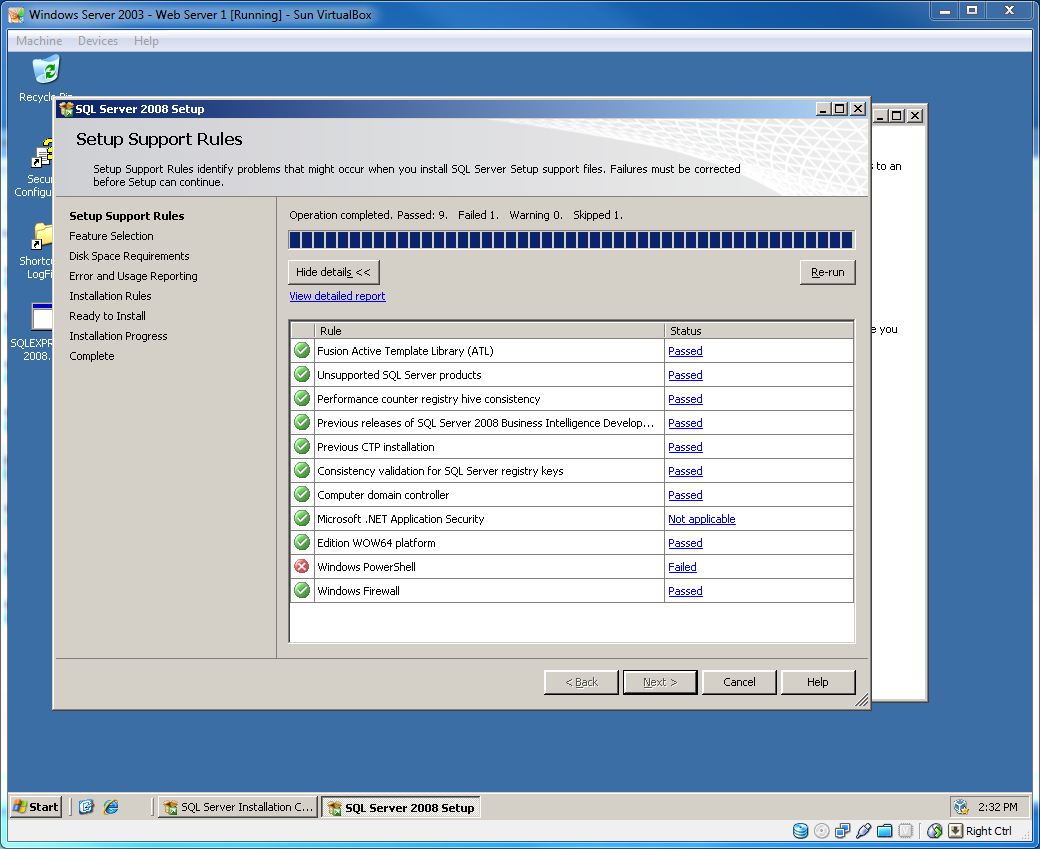 Windows Server 2003 - Web Server 1 [Running] - Sun VirtualBox
Machine Devices Help
Recycle Bin
SQL Server 2008 Setup
Setup Support Rules
Setup Support Rules identify problems that might occur when you install SQL Server Setup support files. Failures must be corrected
before Setup can continue.
s to an
Secur
Configu
Shortcu
LogFi
SQLEXPR
2008.
Setup Support Rules
Feature Selection
Disk Space Requirements
Error and Usage Reporting
Installation Rules
Ready to Install
Installation Progress
Complete
Operation completed. Passed: 9. Failed 1. Warning 0. Skipped 1.
Hide details <<
Re-run
View detailed report
e you
Rule Status
Fusion Active Template Library (ATL) Passed
Unsupported SQL Server products Passed
Performance counter registry hive consistency Passed
Previous releases of SQL Server 2008 Business Intelligence Develop... Passed
Previous CTP installation Passed
Consistency validation for SQL Server registry keys Passed
Computer domain controller Passed
Microsoft .NET Application Security Not applicable
Edition WOW64 platform Passed
Windows PowerShell Failed
Windows Firewall Passed
< Back Next > Cancel Help
Start SQL Server Installation C... SQL Server 2008 Setup 2:32 PM
Right Ctrl